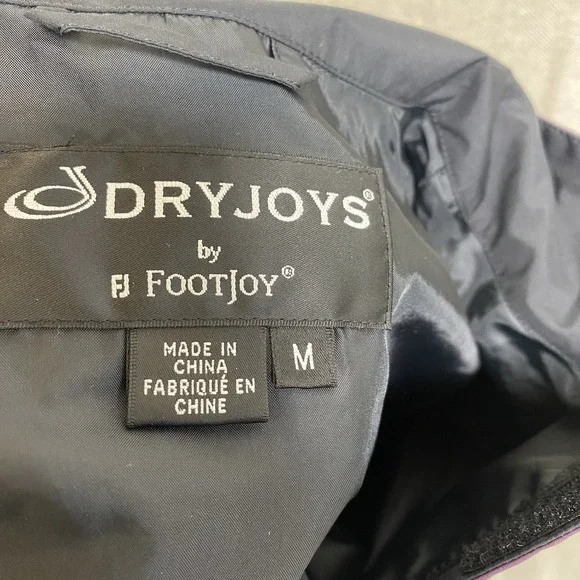 DRYJOYS®
by
FJ FOOTJOY®
MADE IN
CHINA
FABRIQUÉ EN
CHINE
M